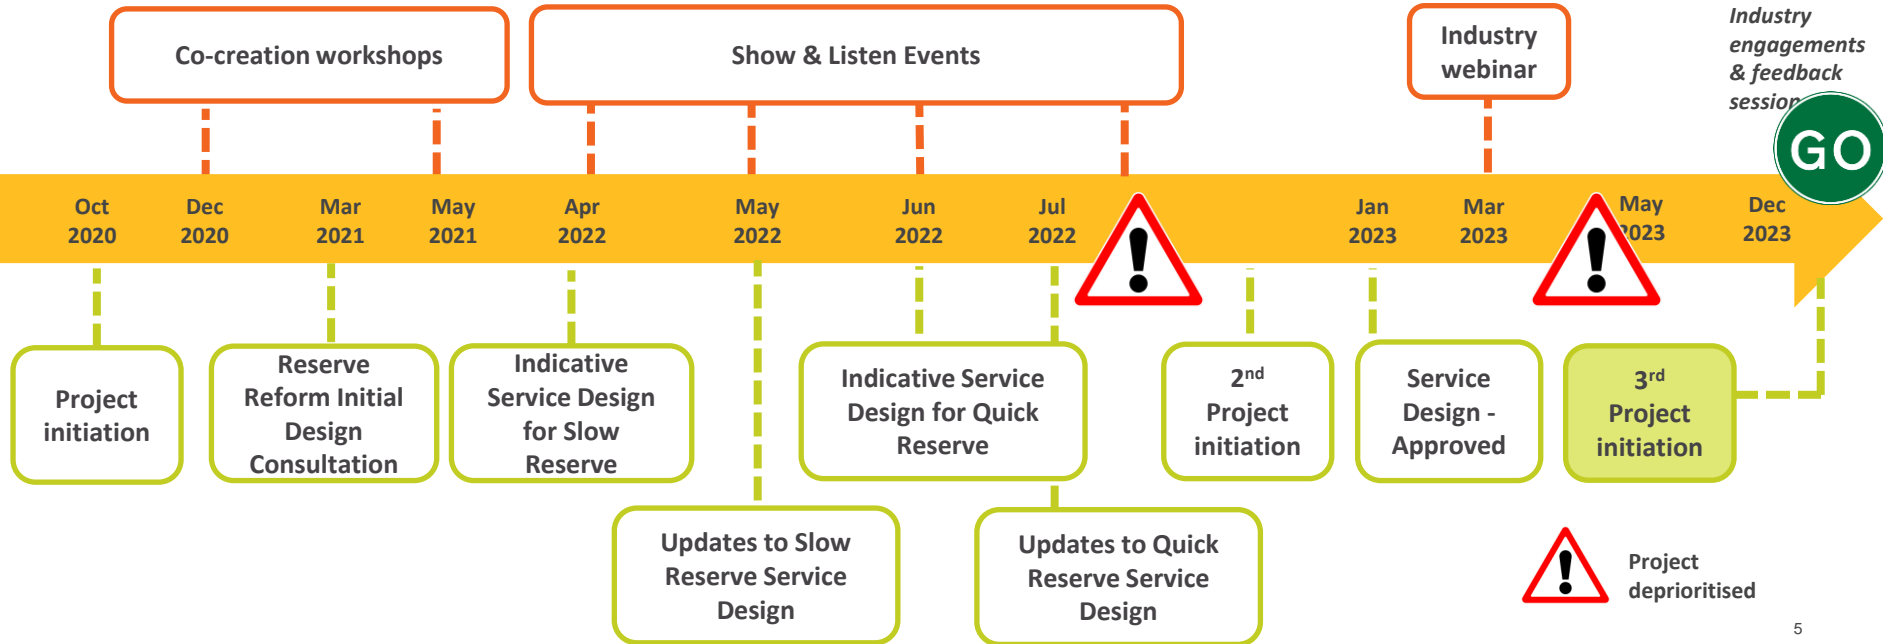 Co-creation workshops
Show & Listen Events
Industry
webinar
Industry
engagements
& feedback
session
GO
Oct
2020
Dec
2020
Mar
2021
May
2021
Apr
2022
May
2022
Jun
2022
Jul
2022
Jan
2023
Mar
2023
May
2023
Dec
2023
Project
initiation
Reserve
Reform Initial
Design
Consultation
Indicative
Service Design
for Slow
Reserve
Indicative Service
Design for Quick
Reserve
2nd
Project
initiation
Service
Design -
Approved
3rd
Project
initiation
Updates to Slow
Reserve Service
Design
Updates to Quick
Reserve Service
Design
Project
deprioritised
5